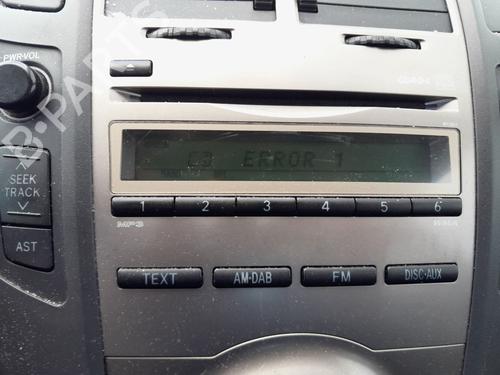 PWR·VOL
C3 ERROR 1
SEEK
TRACK
1 2 3 4 5 6
MP3
AST
TEXT
AM·DAB
FM
DISC·AUX
B-PARTS